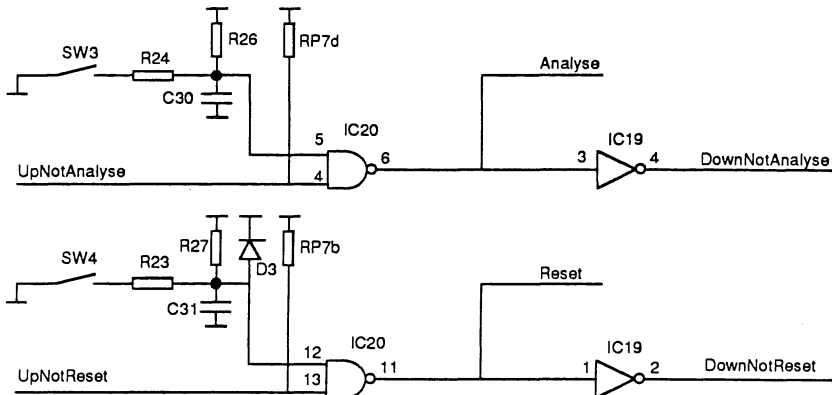 R26
RP7d
SW3
R24
C30
Analyse
IC20
IC19
5
6
3
4
DownNotAnalyse
UpNotAnalyse
4
R27
D3
RP7b
SW4
R23
C31
Reset
IC20
IC19
12
11
1
2
DownNotReset
UpNotReset
13